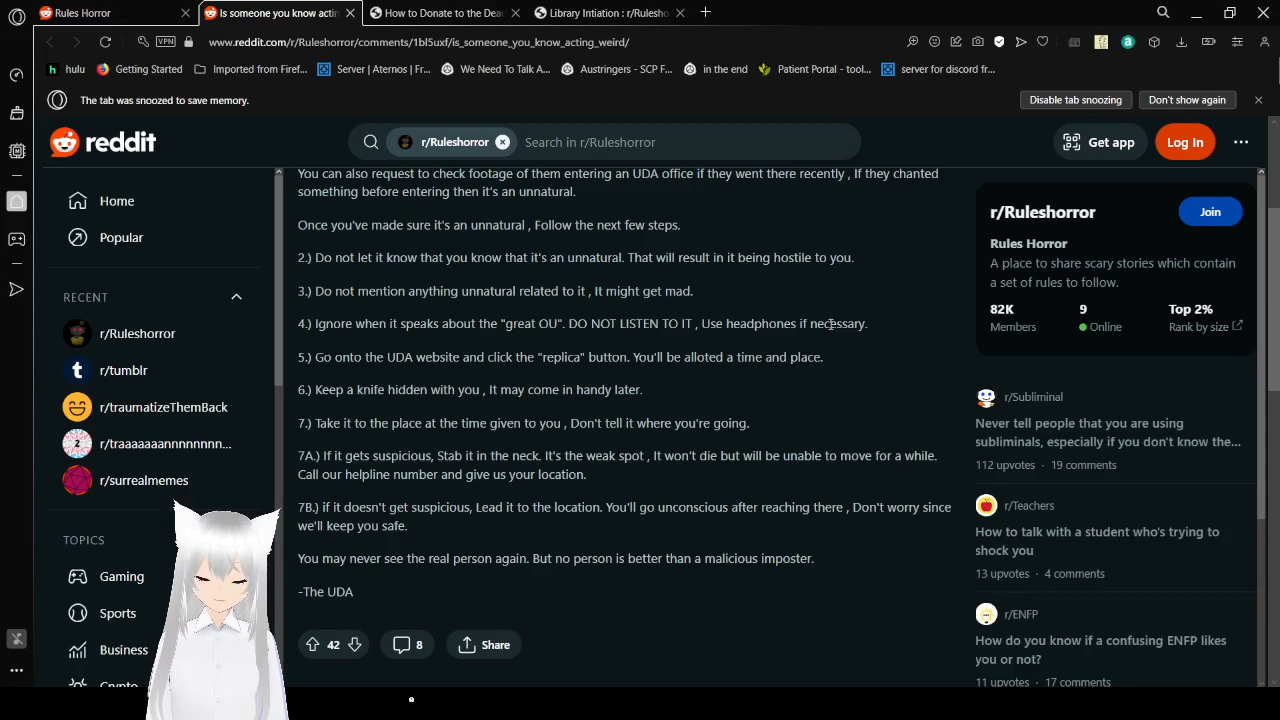 Rules Horror
Is someone you know actin
How to Donate to the Dea
Library Intiation : r/Rulesho
VPN
www.reddit.com/r/Ruleshorror/comments/1bl5uxf/is_someone_you_know_acting_weird/
hulu
Getting Started
Imported from Firef...
Server | Aternos | Fr...
We Need To Talk A...
Austringers - SCP F...
in the end
Patient Portal - tool...
server for discord fr...
The tab was snoozed to save memory.
Disable tab snoozing
Don't show again
reddit
r/Ruleshorror
Search in r/Ruleshorror
Get app
Log In
Home
Popular
RECENT
r/Ruleshorror
r/tumblr
r/traumatizeThemBack
r/traaaaaaannnnnnnn...
r/surrealmemes
TOPICS
Gaming
Sports
Business
Crypto
You can also request to check footage of them entering an UDA office if they went there recently , If they chanted
something before entering then it's an unnatural.
Once you've made sure it's an unnatural , Follow the next few steps.
2.) Do not let it know that you know that it's an unnatural. That will result in it being hostile to you.
3.) Do not mention anything unnatural related to it , It might get mad.
4.) Ignore when it speaks about the "great OU". DO NOT LISTEN TO IT , Use headphones if necessary.
5.) Go onto the UDA website and click the "replica" button. You'll be alloted a time and place.
6.) Keep a knife hidden with you , It may come in handy later.
7.) Take it to the place at the time given to you , Don't tell it where you're going.
7A.) If it gets suspicious, Stab it in the neck. It's the weak spot , It won't die but will be unable to move for a while.
Call our helpline number and give us your location.
7B.) if it doesn't get suspicious, Lead it to the location. You'll go unconscious after reaching there , Don't worry since
we'll keep you safe.
You may never see the real person again. But no person is better than a malicious imposter.
-The UDA
42
8
Share
r/Ruleshorror
Join
Rules Horror
A place to share scary stories which contain
a set of rules to follow.
82K
9
Top 2%
Members
Online
Rank by size
r/Subliminal
Never tell people that you are using
subliminals, especially if you don't know the...
112 upvotes · 19 comments
r/Teachers
How to talk with a student who's trying to
shock you
13 upvotes · 4 comments
r/ENFP
How do you know if a confusing ENFP likes
you or not?
11 upvotes · 17 comments